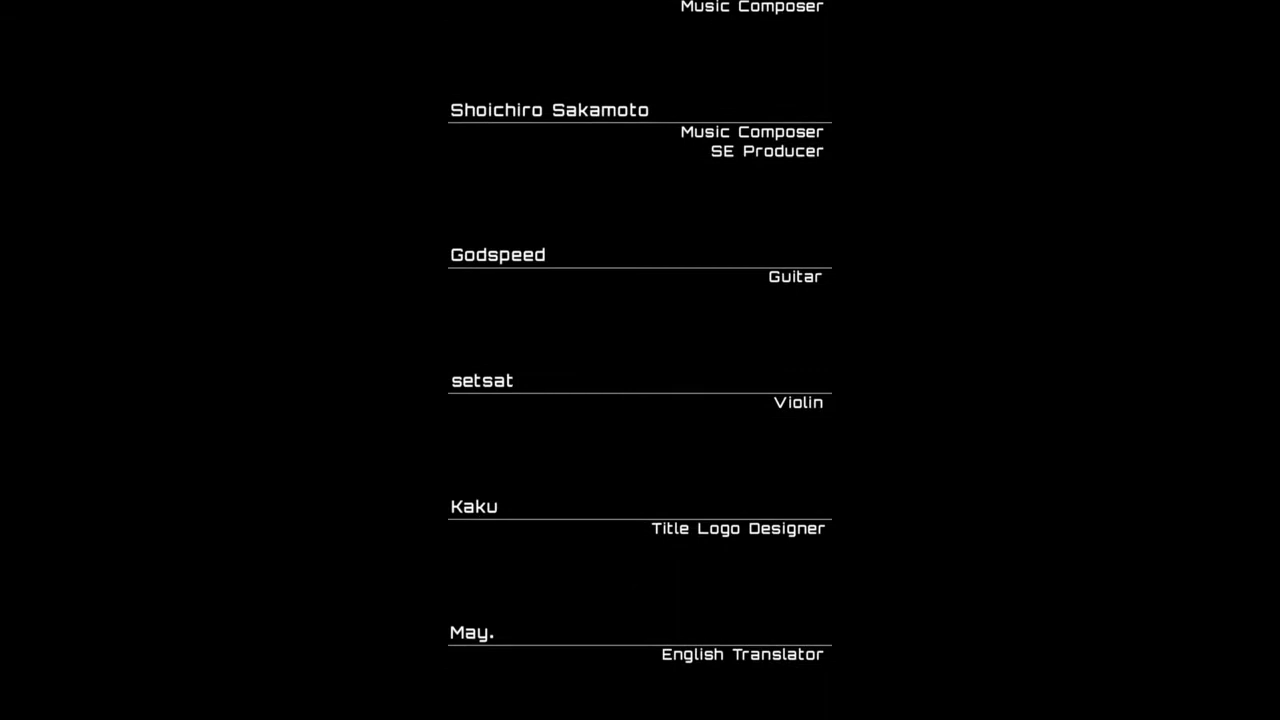 Music Composer
Shoichiro Sakamoto
Music Composer
SE Producer
Godspeed
Guitar
setsat
Violin
Kaku
Title Logo Designer
May.
English Translator